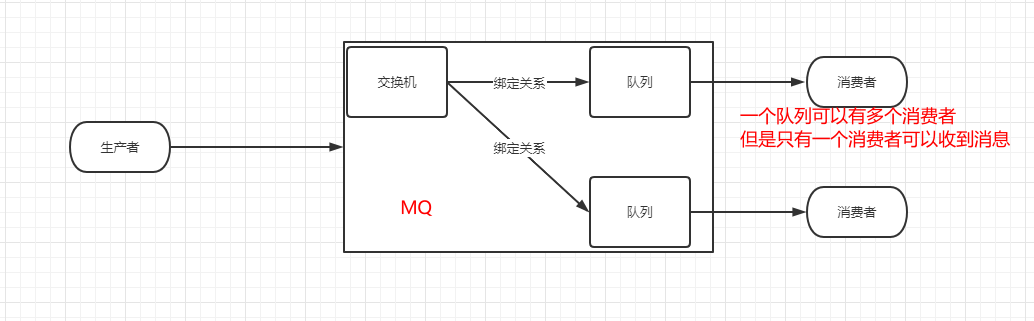 交换机
绑定关系
队列
消费者
一个队列可以有多个消费者
但是只有一个消费者可以收到消息
生产者
绑定关系
MQ
队列
消费者